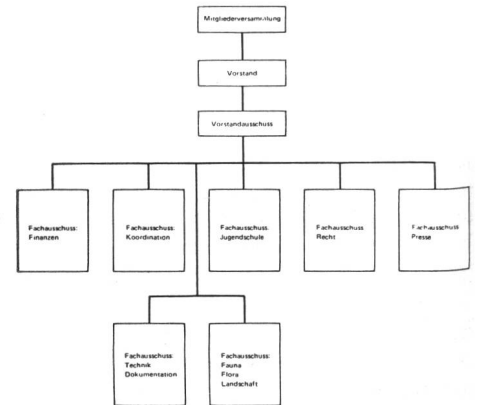 Mitgliederversammlung
Vorstand
Vorstandausschuss
Fachausschuss:
Finanzen
Fachausschuss:
Koordination
Fachausschuss:
Jugendschule
Fachausschuss:
Recht
Fachausschuss:
Presse
Fachausschuss:
Technik
Dokumentation
Fachausschuss:
Fauna
Flora
Landschaft